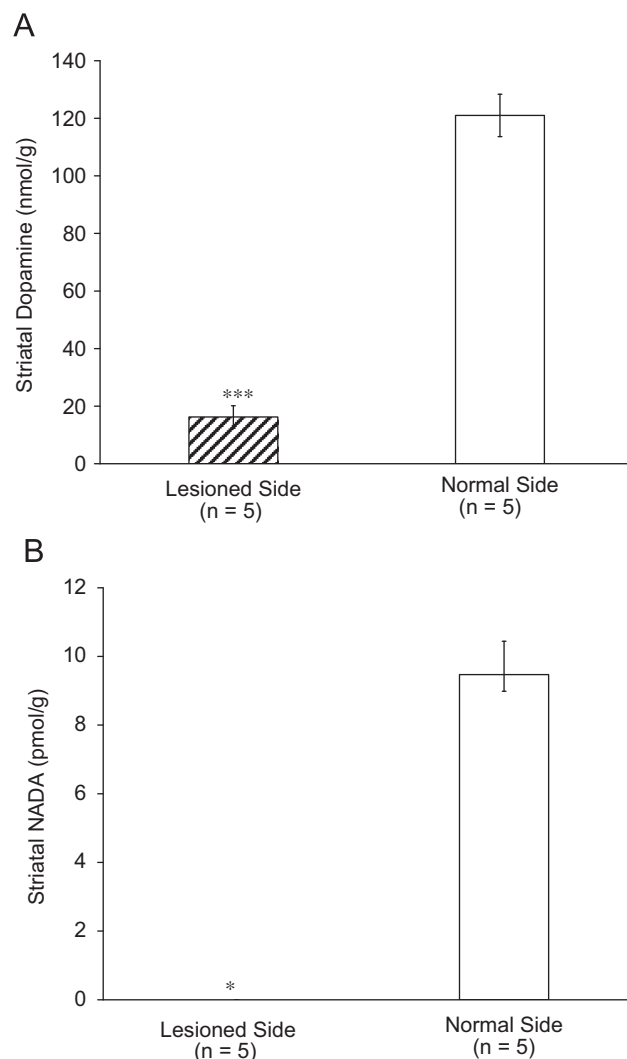 A
Striatal Dopamine (nmol/g)
140
120
100
80
60
40
20
0
***
Lesioned Side
(n = 5)
Normal Side
(n = 5)
B
Striatal NADA (pmol/g)
12
10
8
6
4
2
0
*
Lesioned Side
(n = 5)
Normal Side
(n = 5)